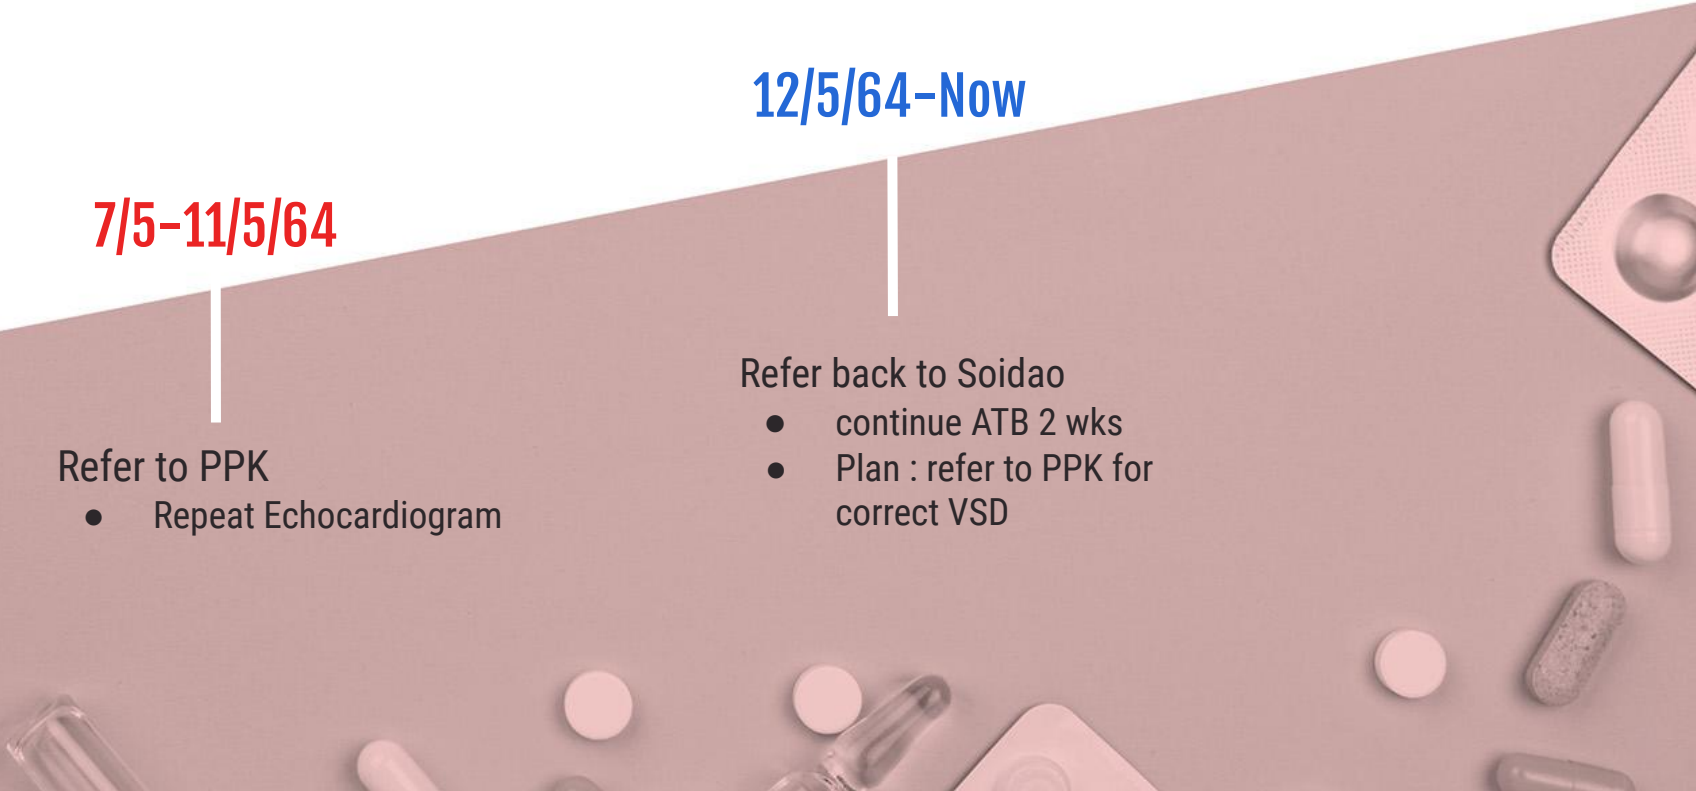 7/5-11/5/64
Refer to PPK
● Repeat Echocardiogram
12/5/64-Now
Refer back to Soidao
● continue ATB 2 wks
● Plan : refer to PPK for
correct VSD